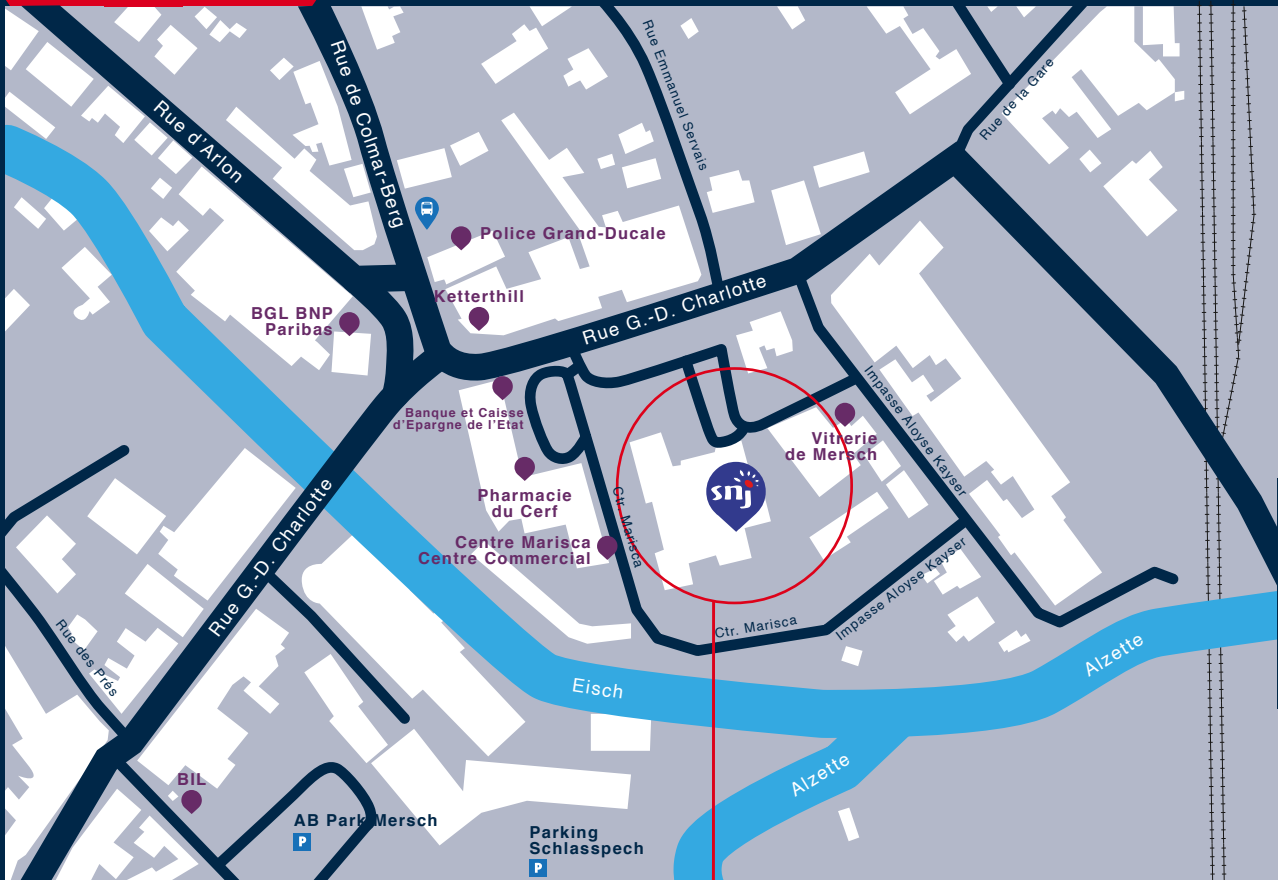 Rue d'Arlon
Rue de Colmar-Berg
Rue Emmanuel Servais
Rue de la Gare
Police Grand-Ducale
Ketterthill
BGL BNP
Paribas
Rue G.-D. Charlotte
Banque et Caisse
d'Epargne de l'Etat
Impasse Aloyse Kayser
Vitrerie
de Mersch
Pharmacie
du Cerf
snj
Ctr. Marisca
Centre Marisca
Centre Commercial
Rue G.-D. Charlotte
Impasse Aloyse Kayser
Ctr. Marisca
Rue des Prés
Eisch
Alzette
Alzette
BIL
AB Park Mersch
P
Parking
Schlasspech
P